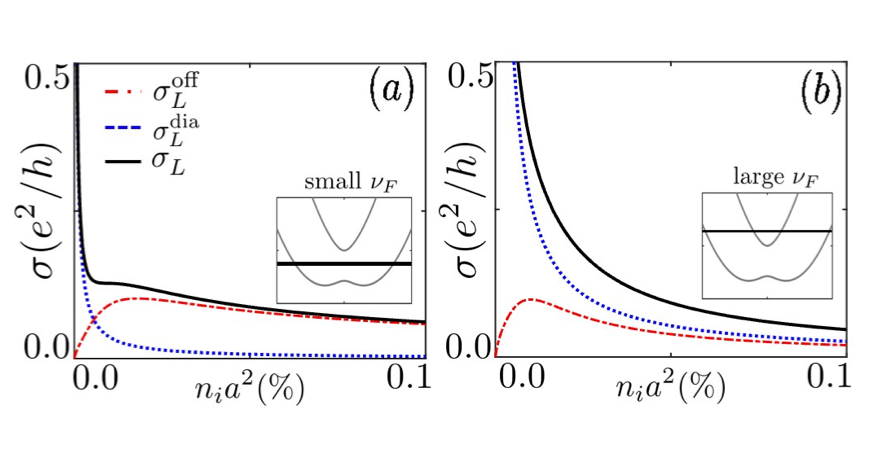 0.5
(a)
σ_L^off
σ_L^dia
σ_L
σ(e²/h)
small ν_F
0.0
0.0
n_i a²(%)
0.1
0.5
(b)
σ(e²/h)
large ν_F
0.0
0.0
n_i a²(%)
0.1